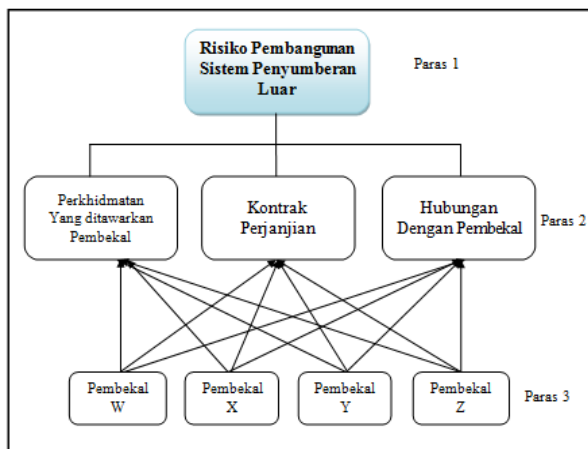 Risiko Pembangunan
Sistem Penyumberan
Luar
Paras 1
Perkhidmatan
Yang ditawarkan
Pembekal
Kontrak
Perjanjian
Hubungan
Dengan Pembekal
Paras 2
Pembekal
W
Pembekal
X
Pembekal
Y
Pembekal
Z
Paras 3